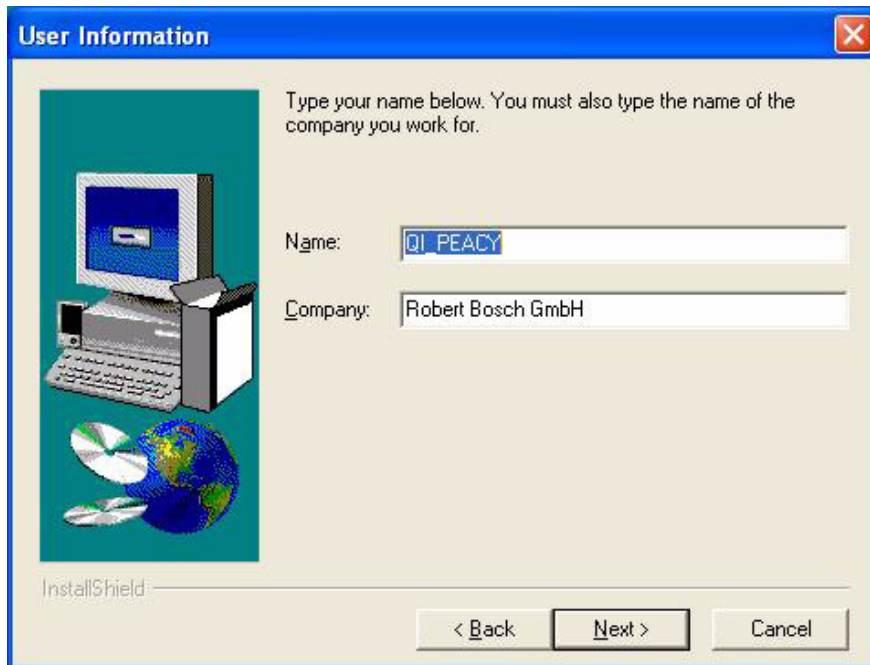 User Information
Type your name below. You must also type the name of the
company you work for.
Name:
QI_PEACY
Company:
Robert Bosch GmbH
InstallShield
< Back
Next >
Cancel